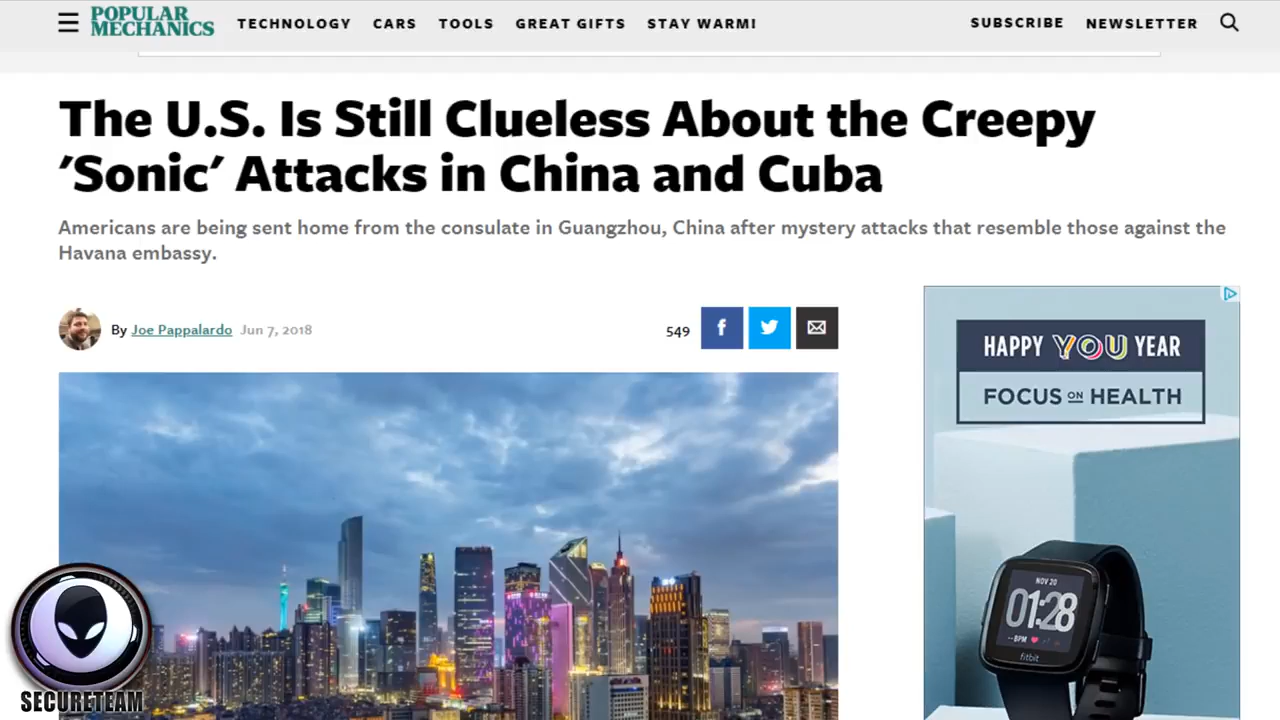 POPULAR
MECHANICS
TECHNOLOGY CARS TOOLS GREAT GIFTS STAY WARM!
SUBSCRIBE NEWSLETTER
The U.S. Is Still Clueless About the Creepy
'Sonic' Attacks in China and Cuba
Americans are being sent home from the consulate in Guangzhou, China after mystery attacks that resemble those against the
Havana embassy.
By Joe Pappalardo Jun 7, 2018
549
f
HAPPY YOU YEAR
FOCUS ON HEALTH
NOV 20
01:28
--BPM
fitbit
SECURETEAM